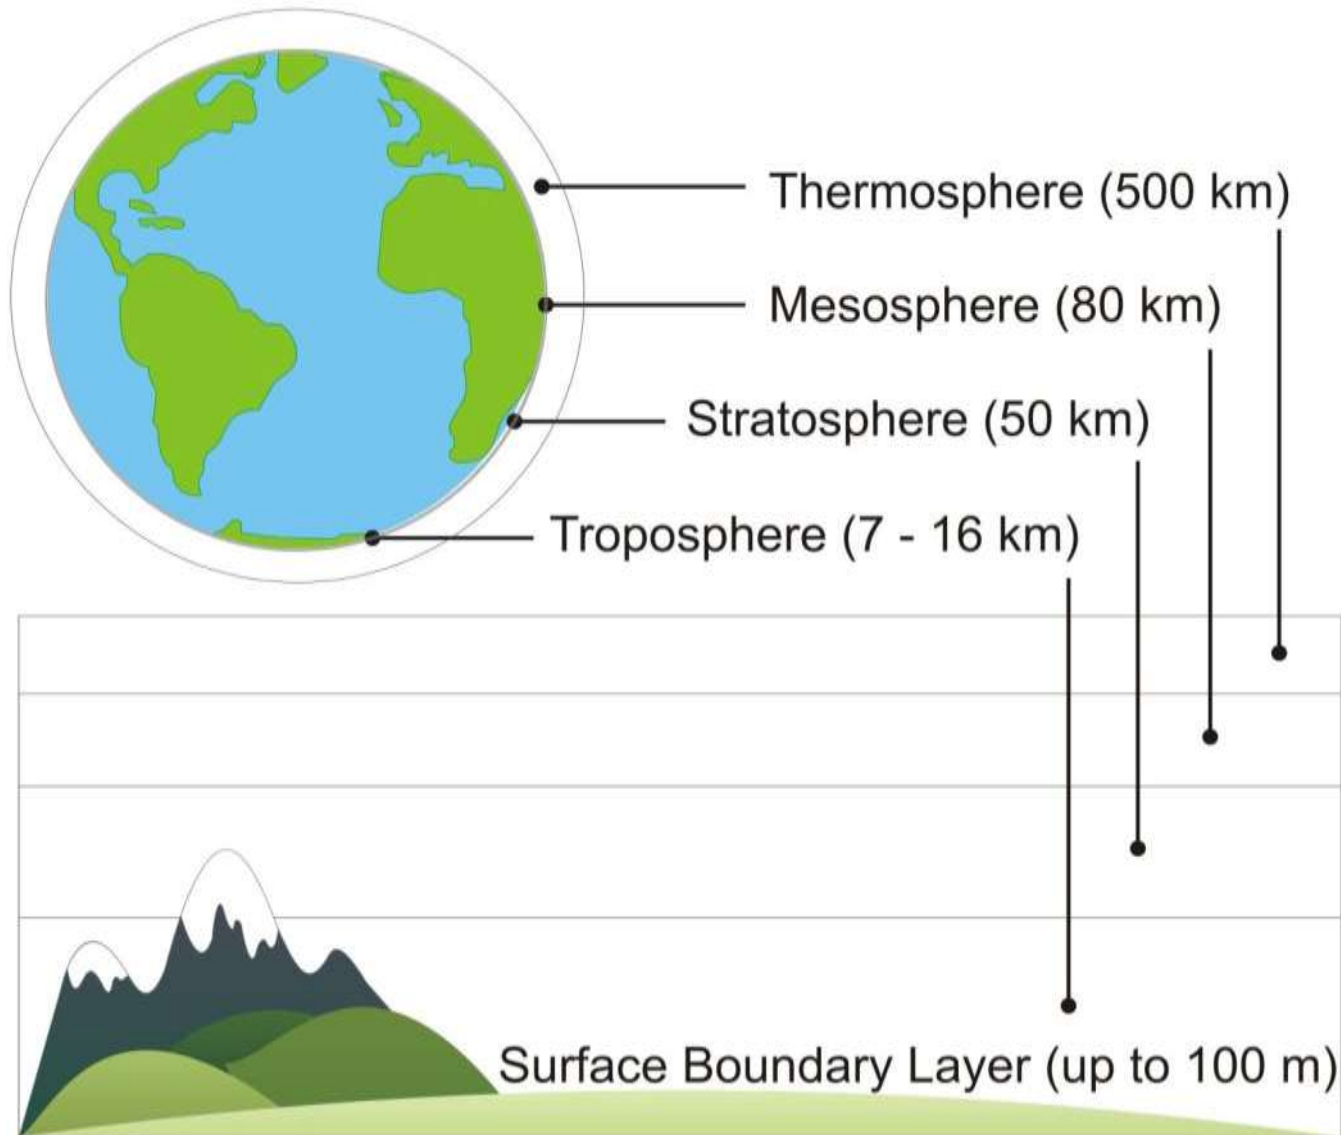 Thermosphere (500 km)
Mesosphere (80 km)
Stratosphere (50 km)
Troposphere (7 - 16 km)
Surface Boundary Layer (up to 100 m)